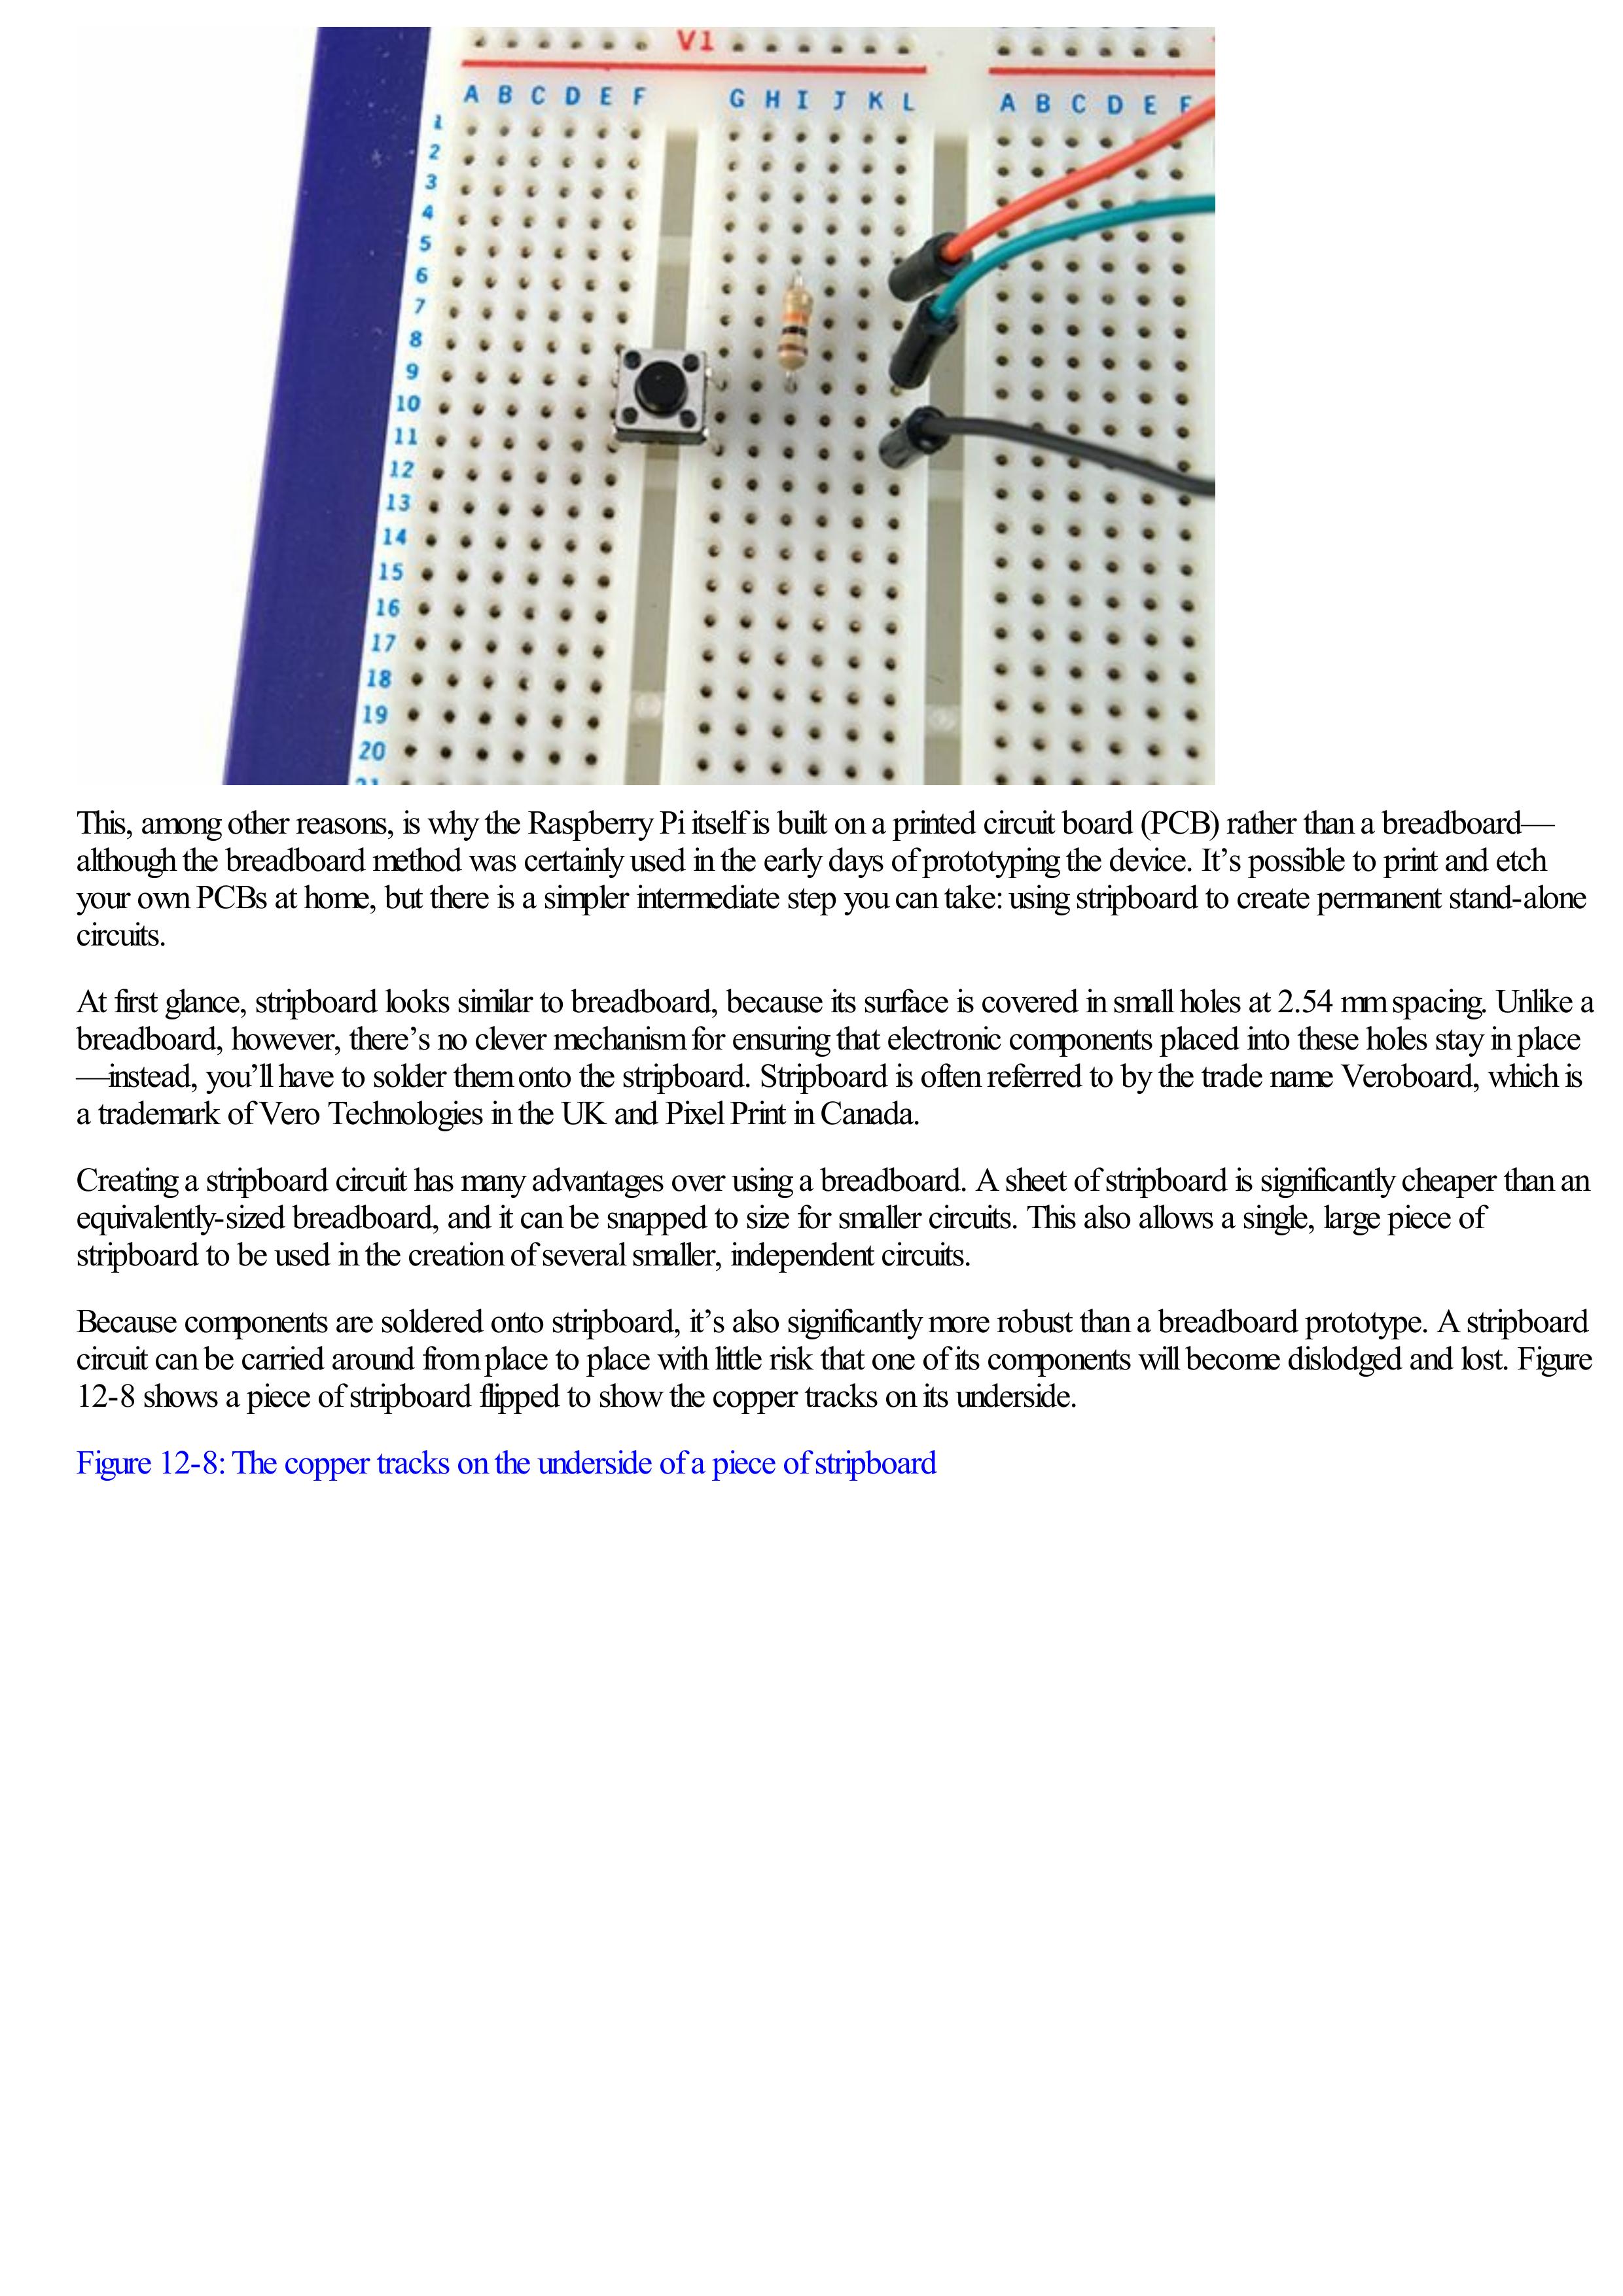 V1
A B C D E F G H I J K L A B C D E F
1
2
3
4
5
6
7
8
9
10
11
12
13
14
15
16
17
18
19
20
21
This, among other reasons, is why the Raspberry Pi itself is built on a printed circuit board (PCB) rather than a breadboard—
although the breadboard method was certainly used in the early days of prototyping the device. It’s possible to print and etch
your own PCBs at home, but there is a simpler intermediate step you can take: using stripboard to create permanent stand-alone
circuits.
At first glance, stripboard looks similar to breadboard, because its surface is covered in small holes at 2.54 mm spacing. Unlike a
breadboard, however, there’s no clever mechanism for ensuring that electronic components placed into these holes stay in place
—instead, you’ll have to solder them onto the stripboard. Stripboard is often referred to by the trade name Veroboard, which is
a trademark of Vero Technologies in the UK and Pixel Print in Canada.
Creating a stripboard circuit has many advantages over using a breadboard. A sheet of stripboard is significantly cheaper than an
equivalently-sized breadboard, and it can be snapped to size for smaller circuits. This also allows a single, large piece of
stripboard to be used in the creation of several smaller, independent circuits.
Because components are soldered onto stripboard, it’s also significantly more robust than a breadboard prototype. A stripboard
circuit can be carried around from place to place with little risk that one of its components will become dislodged and lost. Figure
12-8 shows a piece of stripboard flipped to show the copper tracks on its underside.
Figure 12-8: The copper tracks on the underside of a piece of stripboard